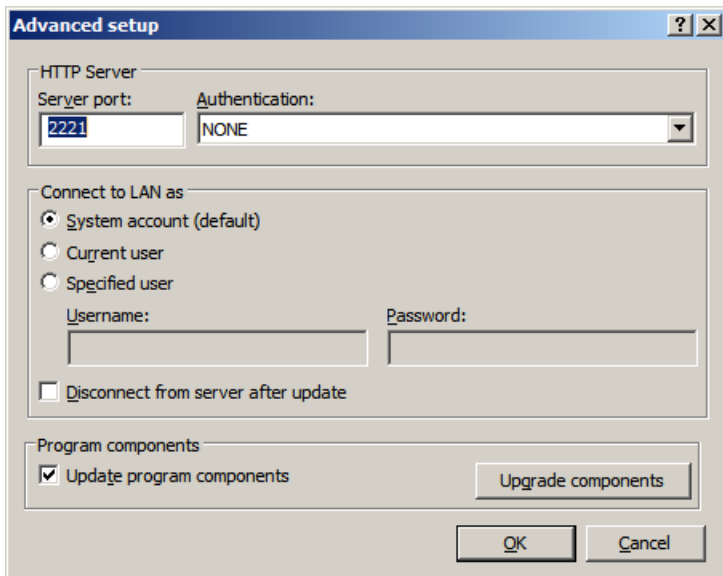 Advanced setup
HTTP Server
Server port: Authentication:
2221 NONE
Connect to LAN as
System account (default)
Current user
Specified user
Username: Password:
Disconnect from server after update
Program components
Update program components Upgrade components
OK Cancel